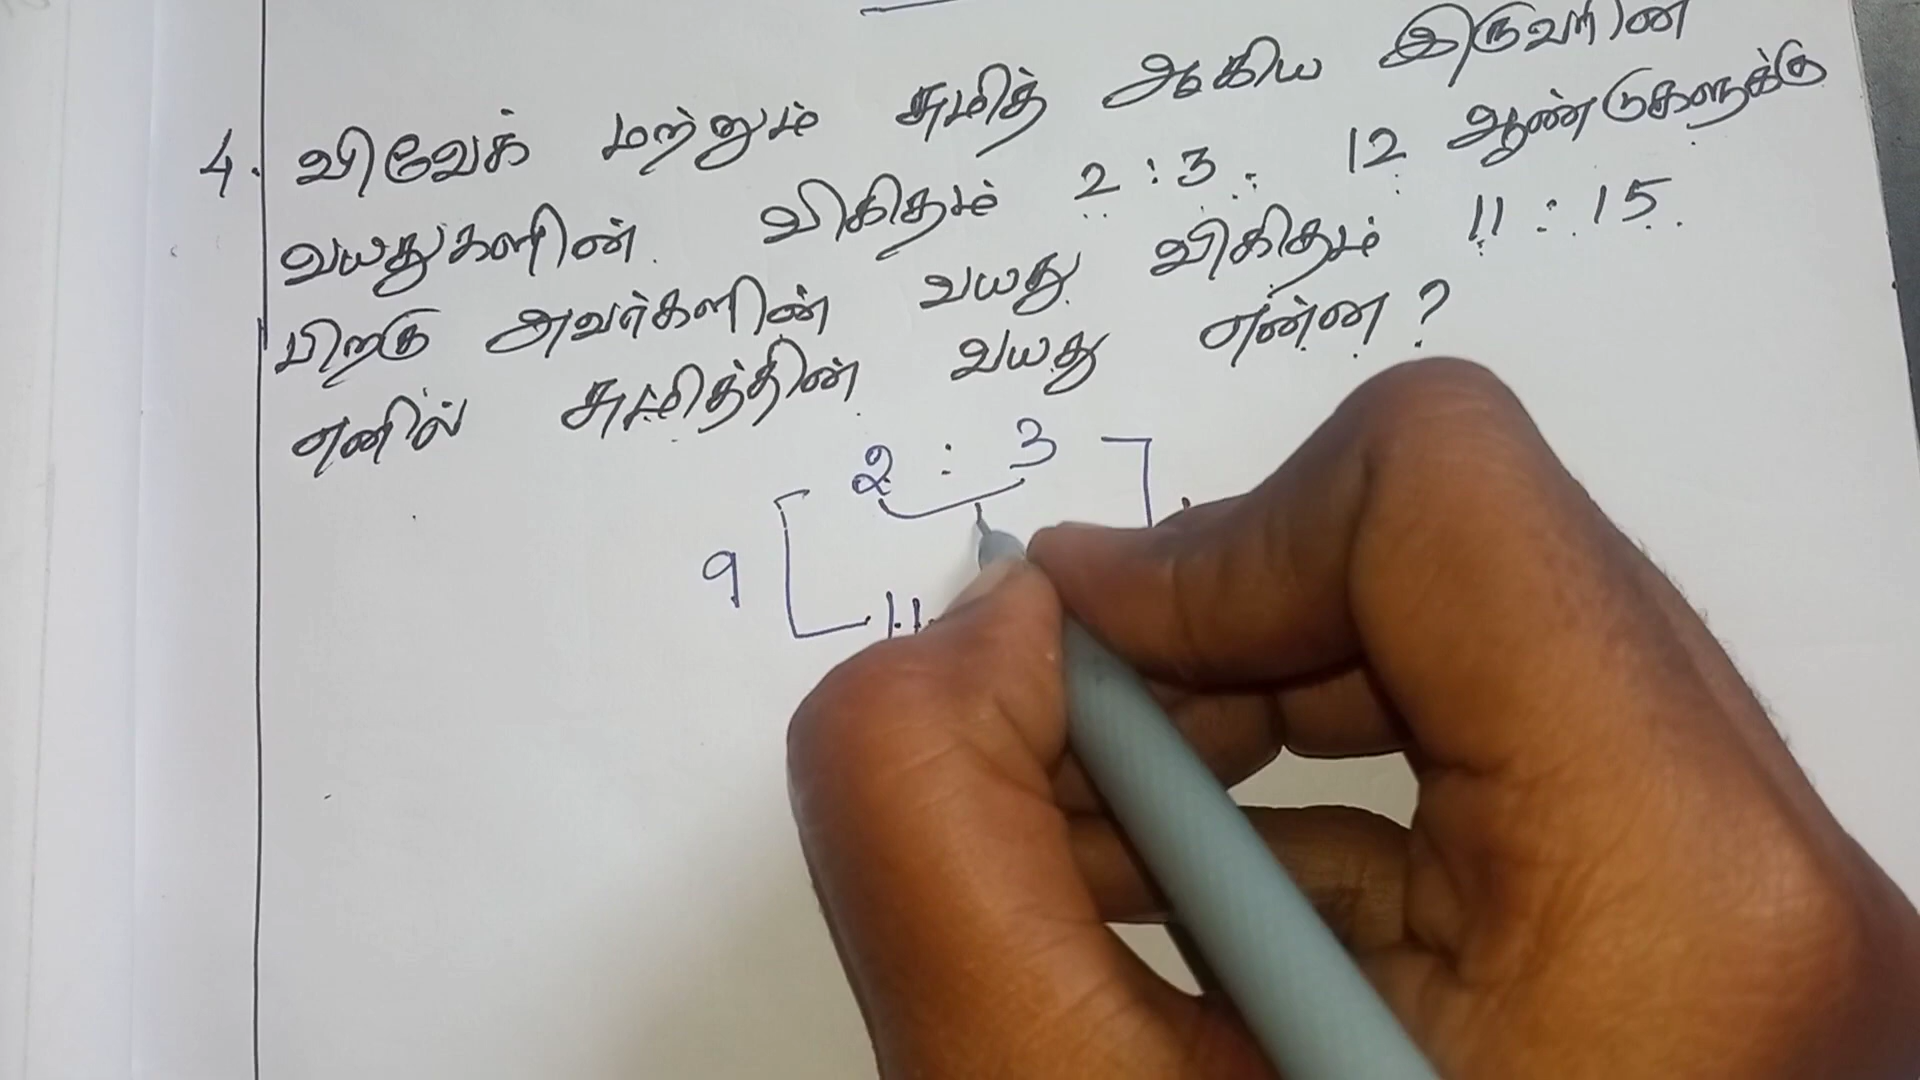 4. விவேக் மற்றும் சுமித் ஆகிய இருவரின்
வயதுகளின் விகிதம் 2 : 3. 12 ஆண்டுகளுக்கு
பிறகு அவர்களின் வயது விகிதம் 11 : 15
எனில் சுமித்தின் வயது என்ன?
2 : 3
9
11